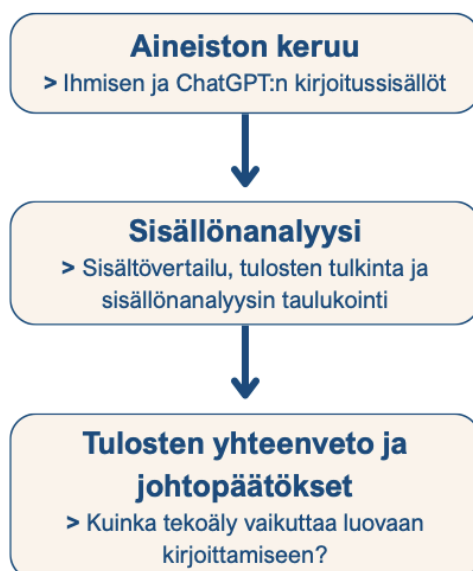 Aineiston keruu
> Ihmisen ja ChatGPT:n kirjoitussisällöt
Sisällönanalyysi
> Sisältövertailu, tulosten tulkinta ja
sisällönanalyysin taulukointi
Tulosten yhteenveto ja
johtopäätökset
> Kuinka tekoäly vaikuttaa luovaan
kirjoittamiseen?